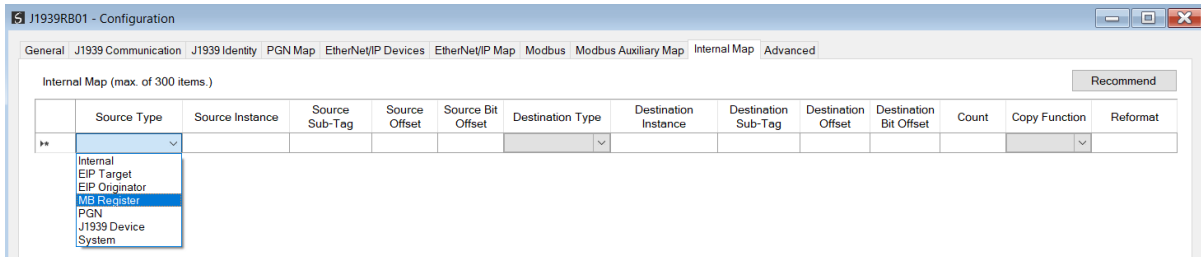 J1939RB01 - Configuration
General J1939 Communication J1939 Identity PGN Map EtherNet/IP Devices EtherNet/IP Map Modbus Modbus Auxiliary Map Internal Map Advanced
Internal Map (max. of 300 items.) Recommend
Source Type Source Instance Source Sub-Tag Source Offset Source Bit Offset Destination Type Destination Instance Destination Sub-Tag Destination Offset Destination Bit Offset Count Copy Function Reformat
Internal
EIP Target
EIP Originator
MB Register
PGN
J1939 Device
System